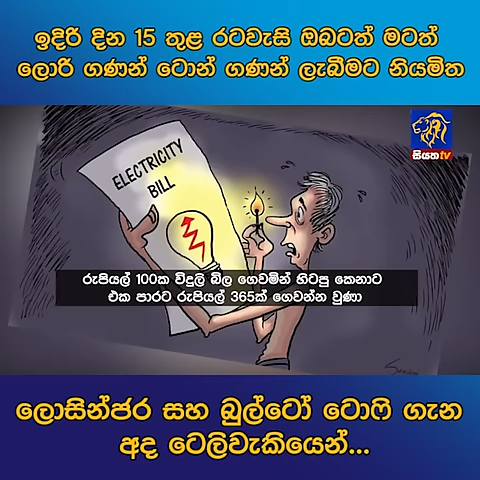 ඉදිරි දින 15 තුළ රටවැසි ඔබටත් මටත්
ලොරි ගණන් ටොන් ගණන් ලැබීමට නියමිත
සියත tv
ELECTRICITY
BILL
රුපියල් 100ක විදුලි බිල ගෙවමින් හිටපු කෙනාට
එක පාරට රුපියල් 365ක් ගෙවන්න වුණා
ලොසින්ජර සහ බුල්ටෝ ටොෆි ගැන
අද ටෙලිවැකියෙන්...